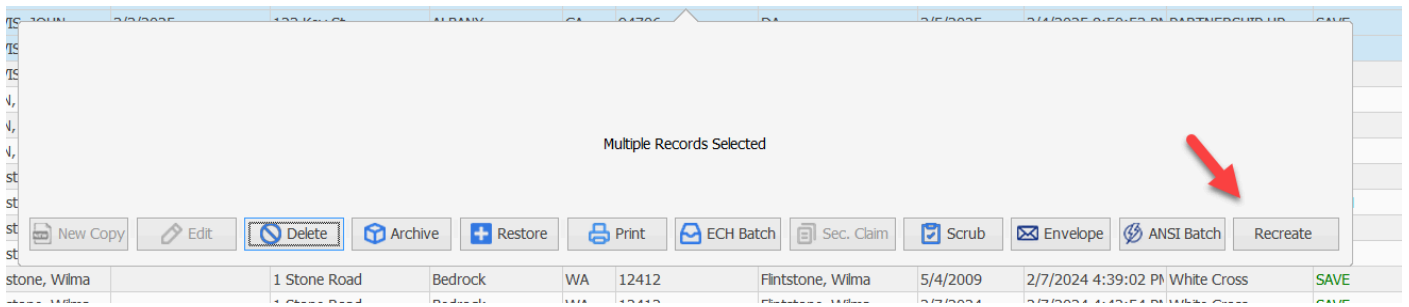 Multiple Records Selected
New Copy Edit Delete Archive Restore Print ECH Batch Sec. Claim Scrub Envelope ANSI Batch Recreate
stone, Wilma 1 Stone Road Bedrock WA 12412 Flintstone, Wilma 5/4/2009 2/7/2024 4:39:02 PM White Cross SAVE